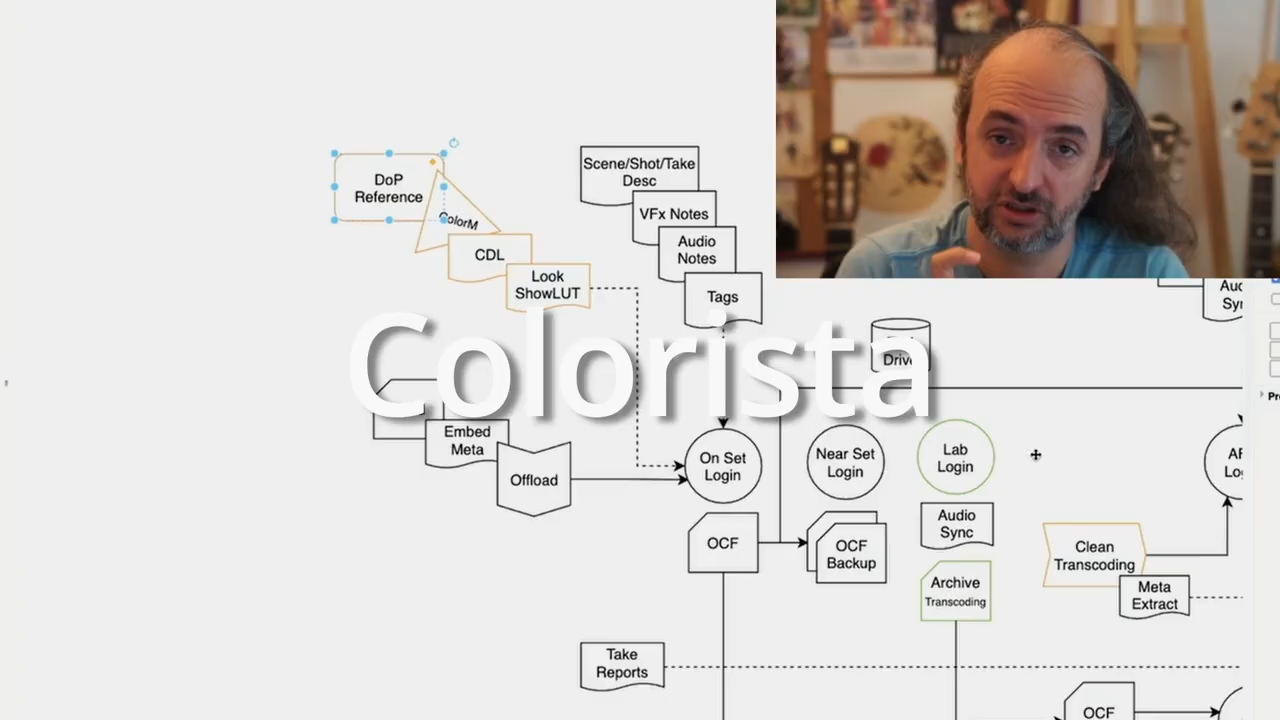 DoP
Reference
ColorM
CDL
Look
ShowLUT
Scene/Shot/Take
Desc
VFx Notes
Audio
Notes
Tags
Colorista
Embed
Meta
Offload
On Set
Login
Near Set
Login
Lab
Login
OCF
OCF
Backup
Audio
Sync
Archive
Transcoding
Clean
Transcoding
Meta
Extract
Take
Reports
OCF